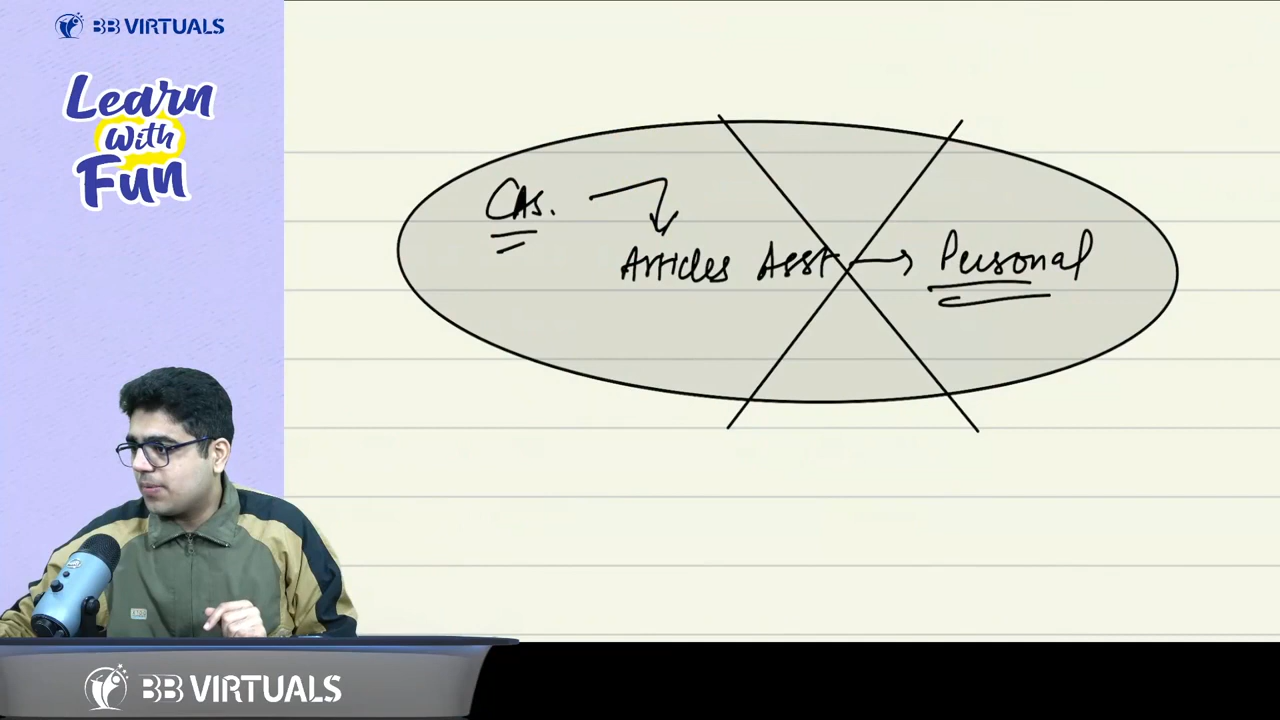 BB VIRTUALS
Learn
With
Fun
CAs.
Articles Asst → Personal
BB VIRTUALS